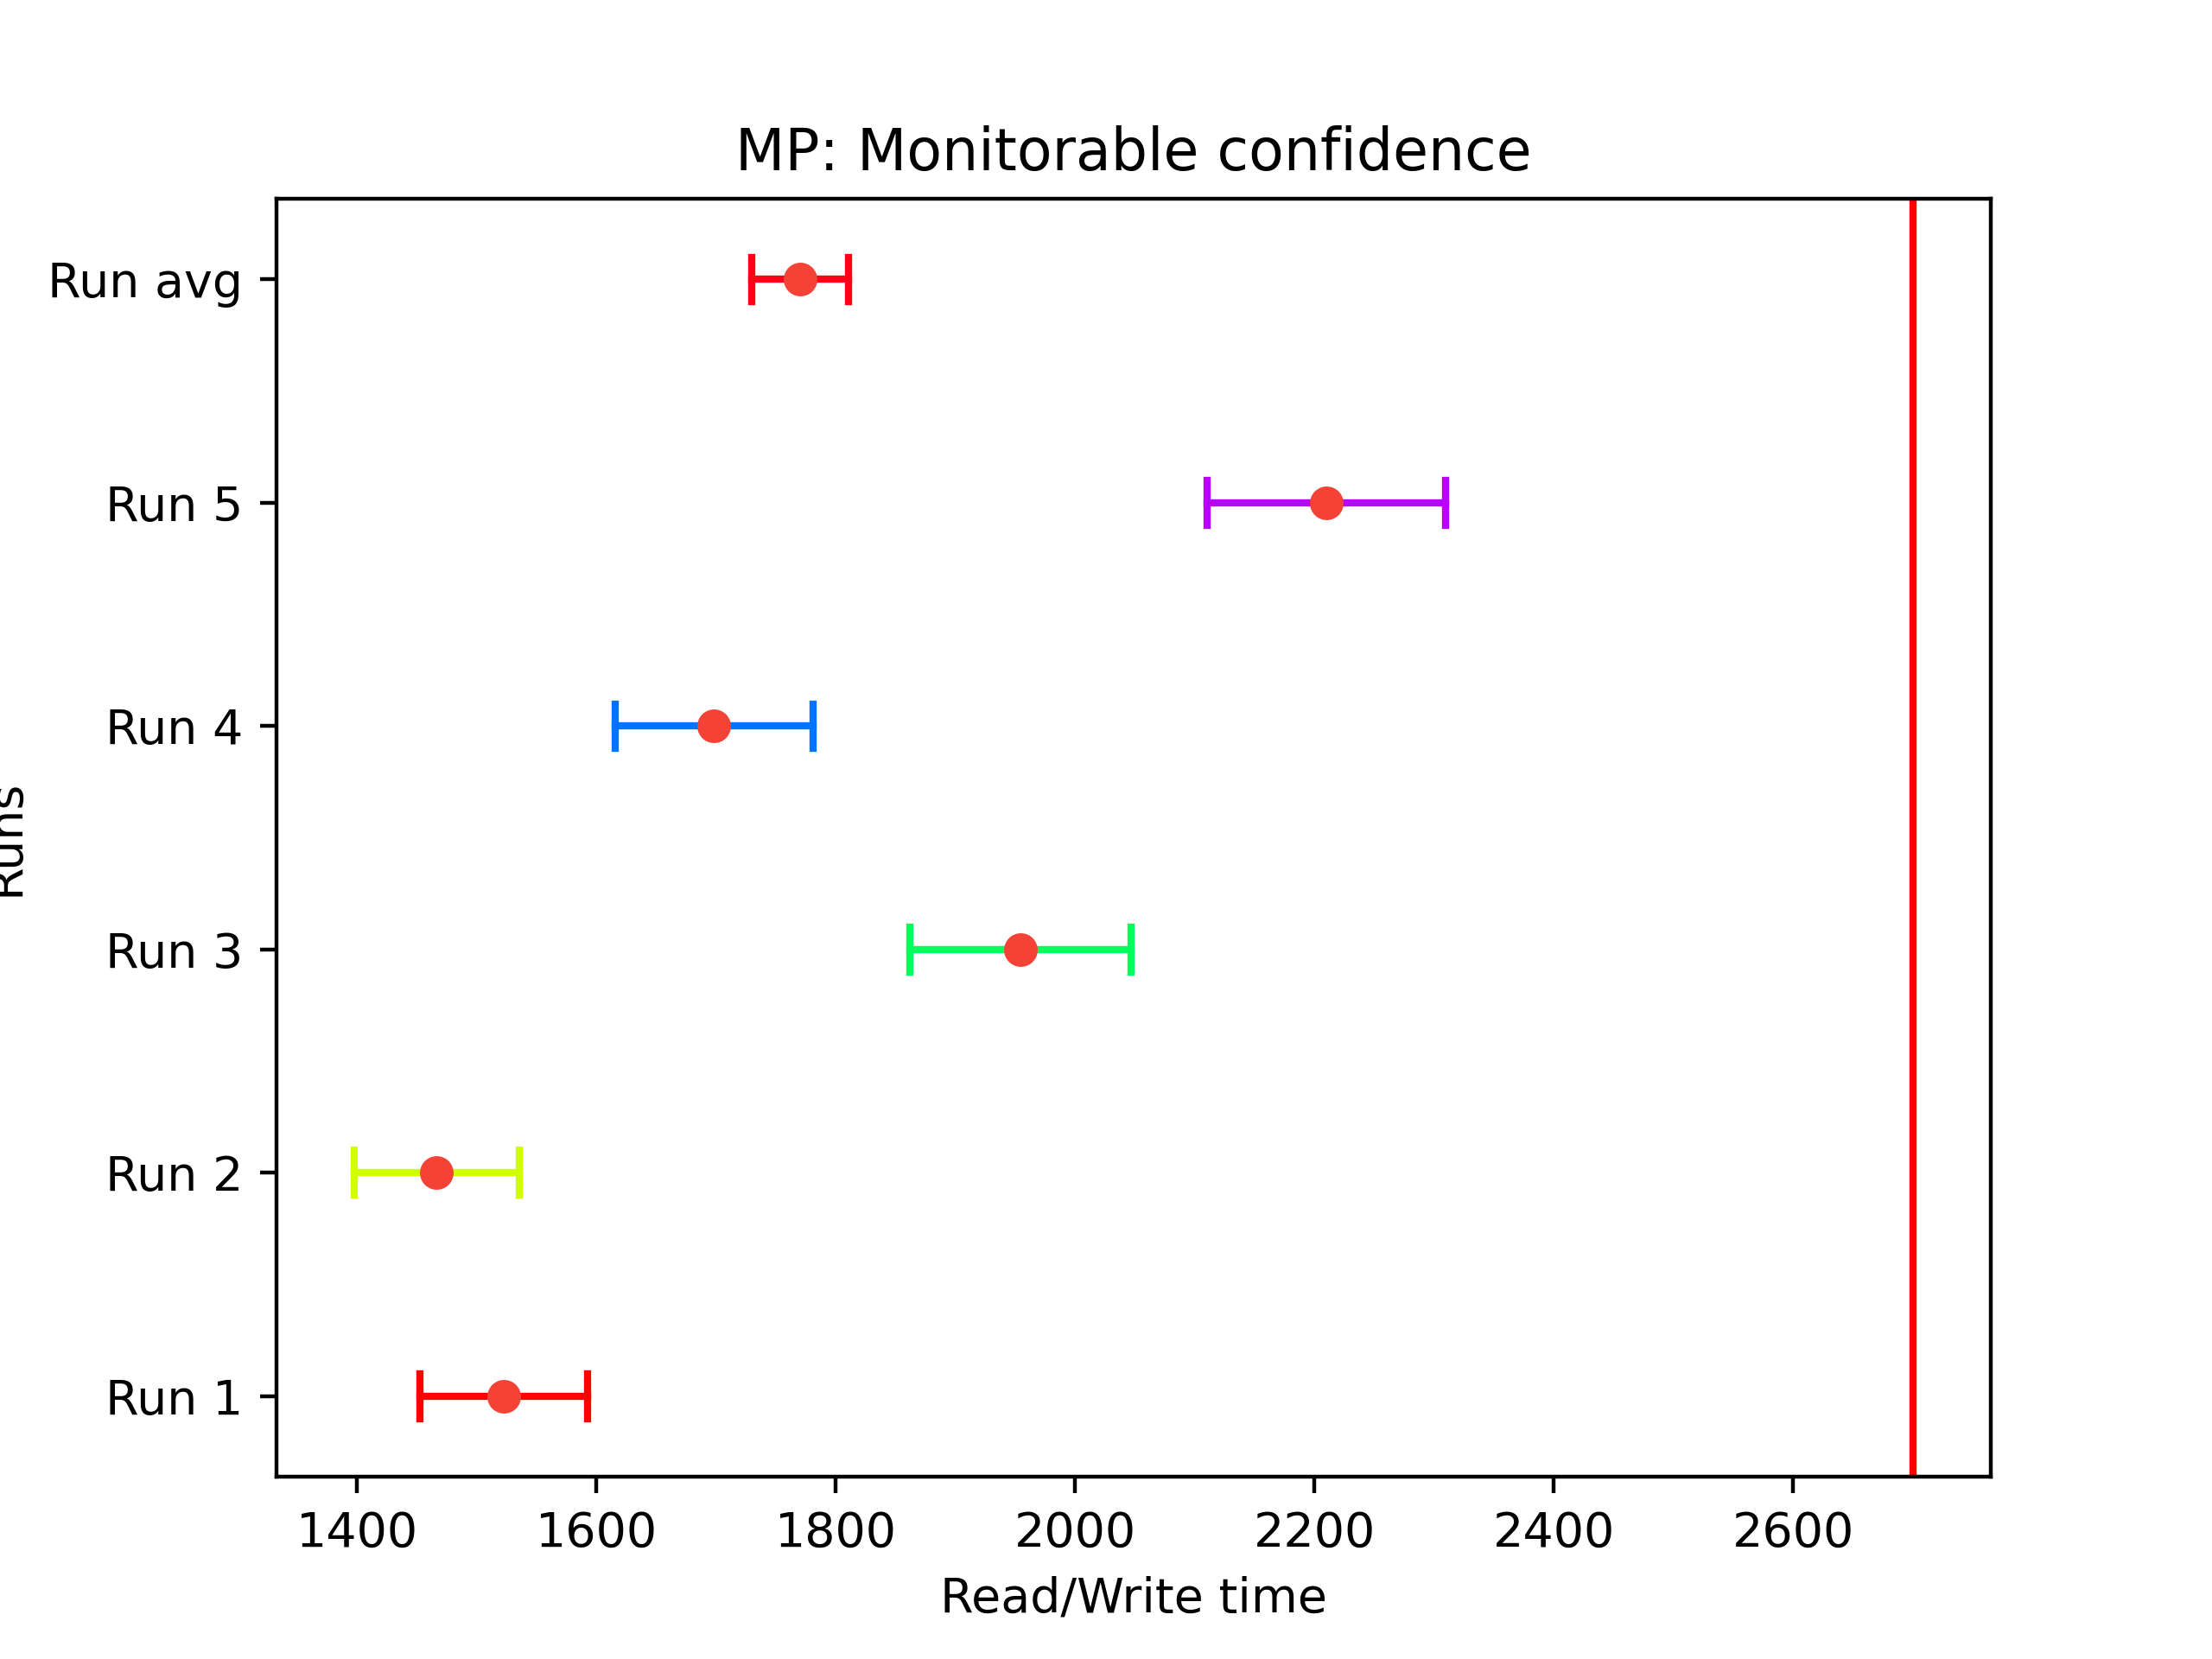 MP: Monitorable confidence
Run avg
Run 5
Run 4
Run 3
Run 2
Run 1
Runs
1400 1600 1800 2000 2200 2400 2600
Read/Write time